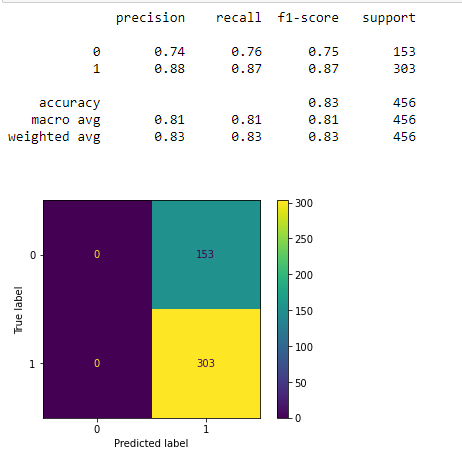 precision recall f1-score support
0 0.74 0.76 0.75 153
1 0.88 0.87 0.87 303
accuracy 0.83 456
macro avg 0.81 0.81 0.81 456
weighted avg 0.83 0.83 0.83 456
300
250
200
150
100
50
0
True label
0
1
0 153
0 303
0 1
Predicted label